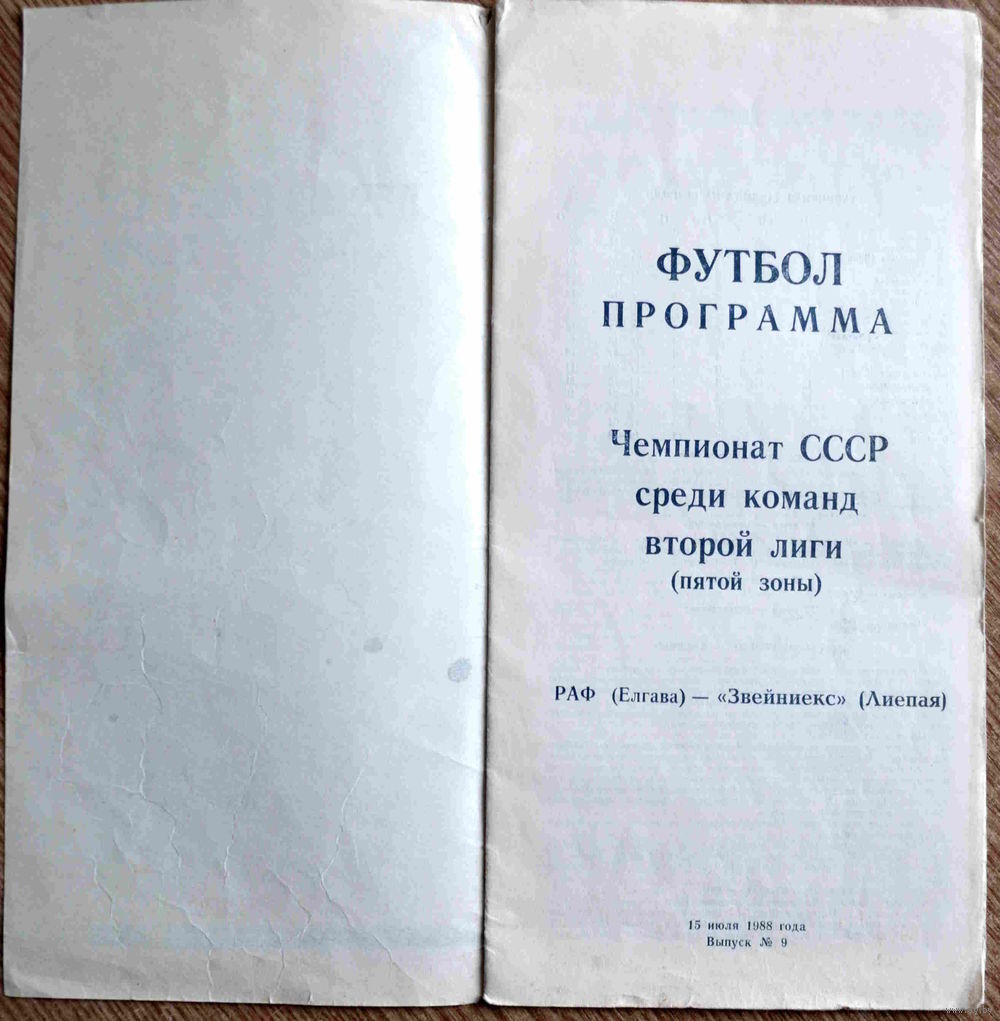 ФУТБОЛ
ПРОГРАММА
Чемпионат СССР
среди команд
второй лиги
(пятой зоны)
РАФ (Елгава) — «Звейниекс» (Лиепая)
15 июля 1988 года
Выпуск № 9